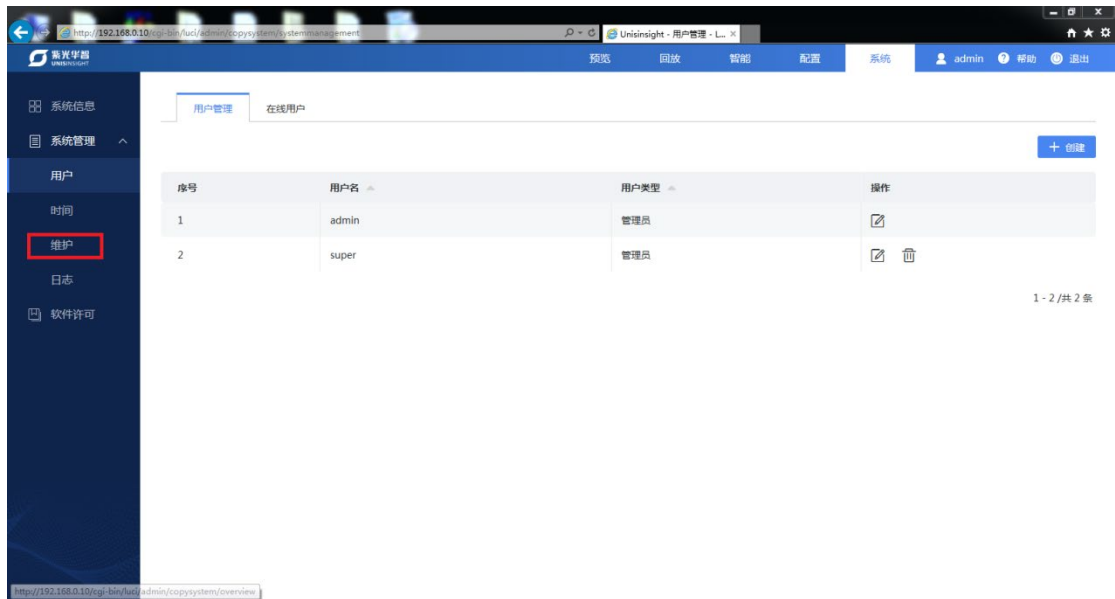 http://192.168.0.10/cgi-bin/luci/admin/copysystem/systemmanagement
Unisinsight - 用户管理 - L...
紫光华智
UNISINSIGHT
预览 回放 智能 配置 系统 admin 帮助 退出
系统信息
系统管理
用户
时间
维护
日志
软件许可
用户管理 在线用户
创建
序号 用户名 用户类型 操作
1 admin 管理员
2 super 管理员
1 - 2 /共 2 条
http://192.168.0.10/cgi-bin/luci/admin/copysystem/overview